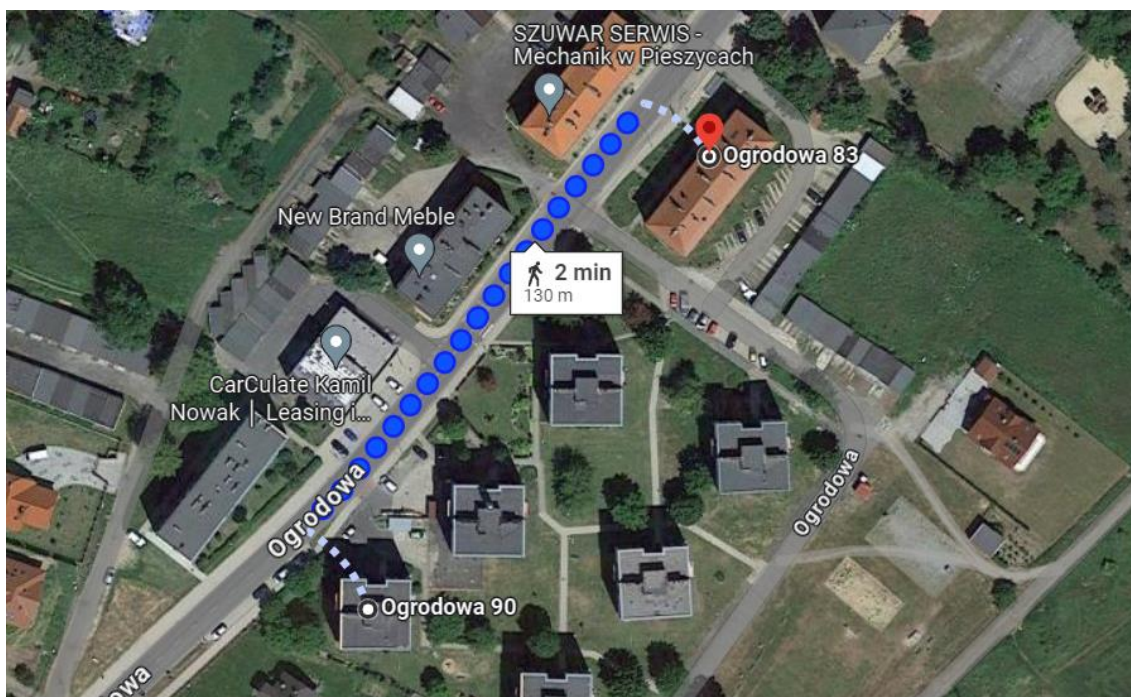 SZUWAR SERWIS -
Mechanik w Pieszycach
Ogrodowa 83
New Brand Meble
2 min
130 m
CarCulate Kamil
Nowak | Leasing i...
Ogrodowa
Ogrodowa
Ogrodowa 90
Ogrodowa